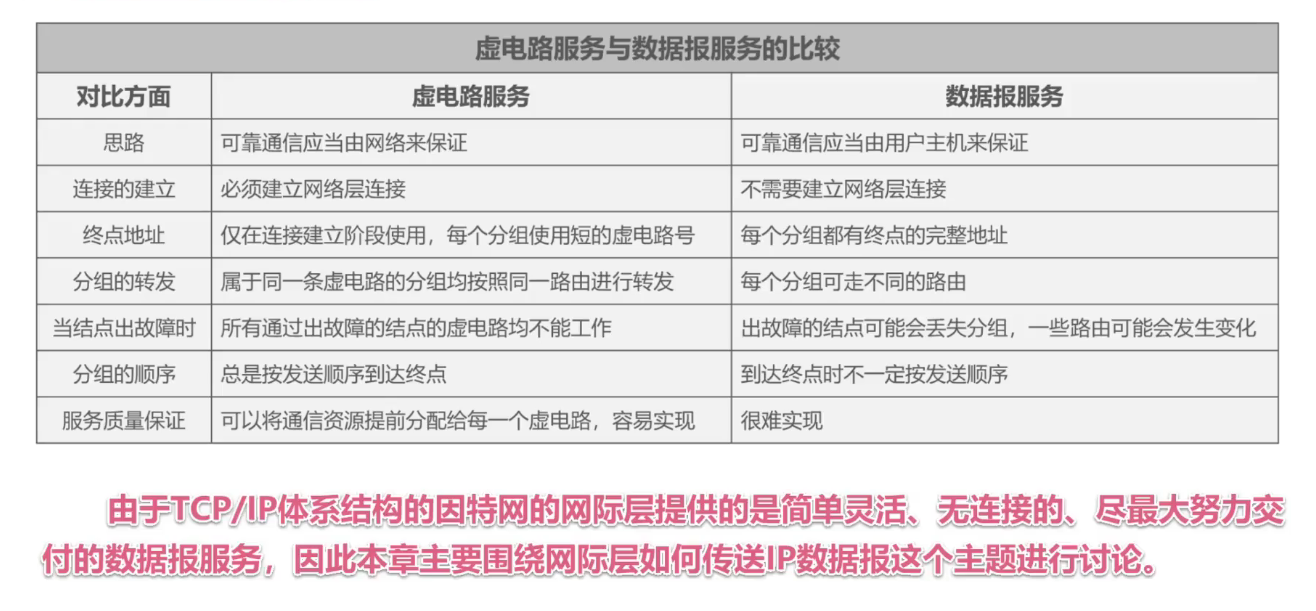 虚电路服务与数据报服务的比较
对比方面 虚电路服务 数据报服务
思路 可靠通信应当由网络来保证 可靠通信应当由用户主机来保证
连接的建立 必须建立网络层连接 不需要建立网络层连接
终点地址 仅在连接建立阶段使用，每个分组使用短的虚电路号 每个分组都有终点的完整地址
分组的转发 属于同一条虚电路的分组均按照同一路由进行转发 每个分组可走不同的路由
当结点出故障时 所有通过出故障的结点的虚电路均不能工作 出故障的结点可能会丢失分组，一些路由可能会发生变化
分组的顺序 总是按发送顺序到达终点 到达终点时不一定按发送顺序
服务质量保证 可以将通信资源提前分配给每一个虚电路，容易实现 很难实现
由于TCP/IP体系结构的因特网的网际层提供的是简单灵活、无连接的、尽最大努力交
付的数据报服务，因此本章主要围绕网际层如何传送IP数据报这个主题进行讨论。